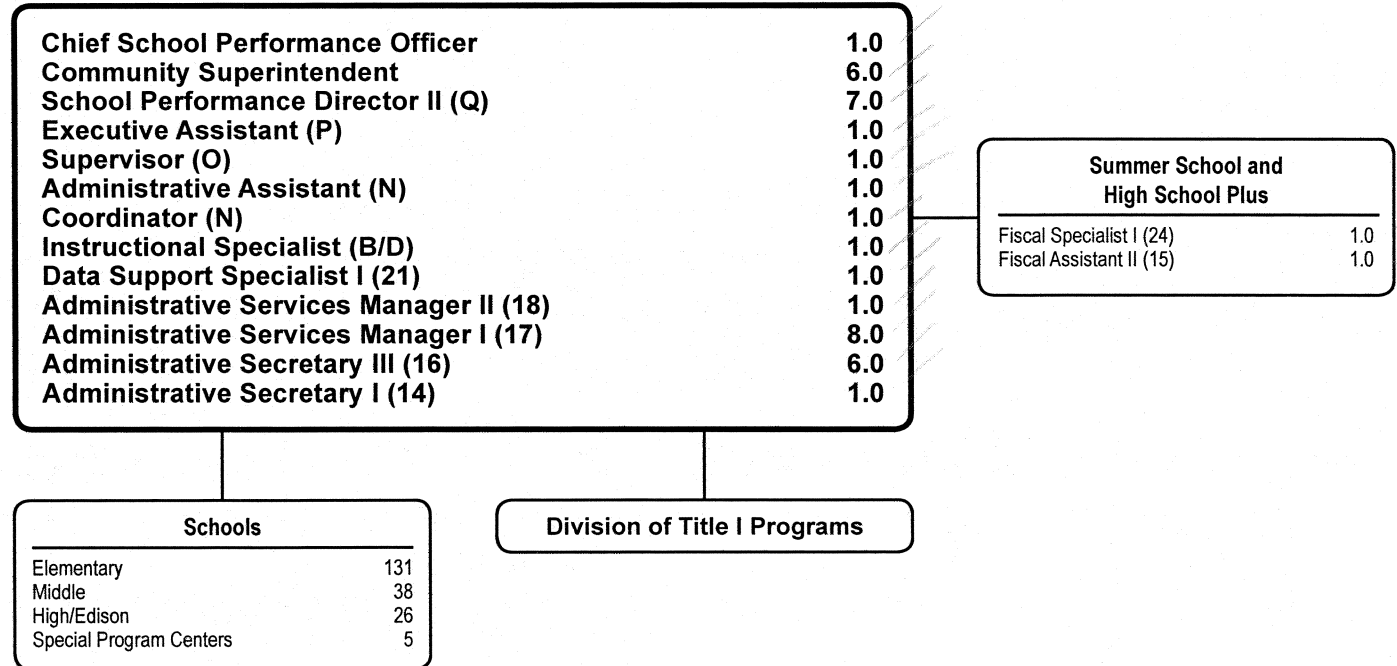 Chief School Performance Officer 1.0
Community Superintendent 6.0
School Performance Director II (Q) 7.0
Executive Assistant (P) 1.0
Supervisor (O) 1.0
Administrative Assistant (N) 1.0
Coordinator (N) 1.0
Instructional Specialist (B/D) 1.0
Data Support Specialist I (21) 1.0
Administrative Services Manager II (18) 1.0
Administrative Services Manager I (17) 8.0
Administrative Secretary III (16) 6.0
Administrative Secretary I (14) 1.0
Summer School and
High School Plus
Fiscal Specialist I (24) 1.0
Fiscal Assistant II (15) 1.0
Schools
Elementary 131
Middle 38
High/Edison 26
Special Program Centers 5
Division of Title I Programs